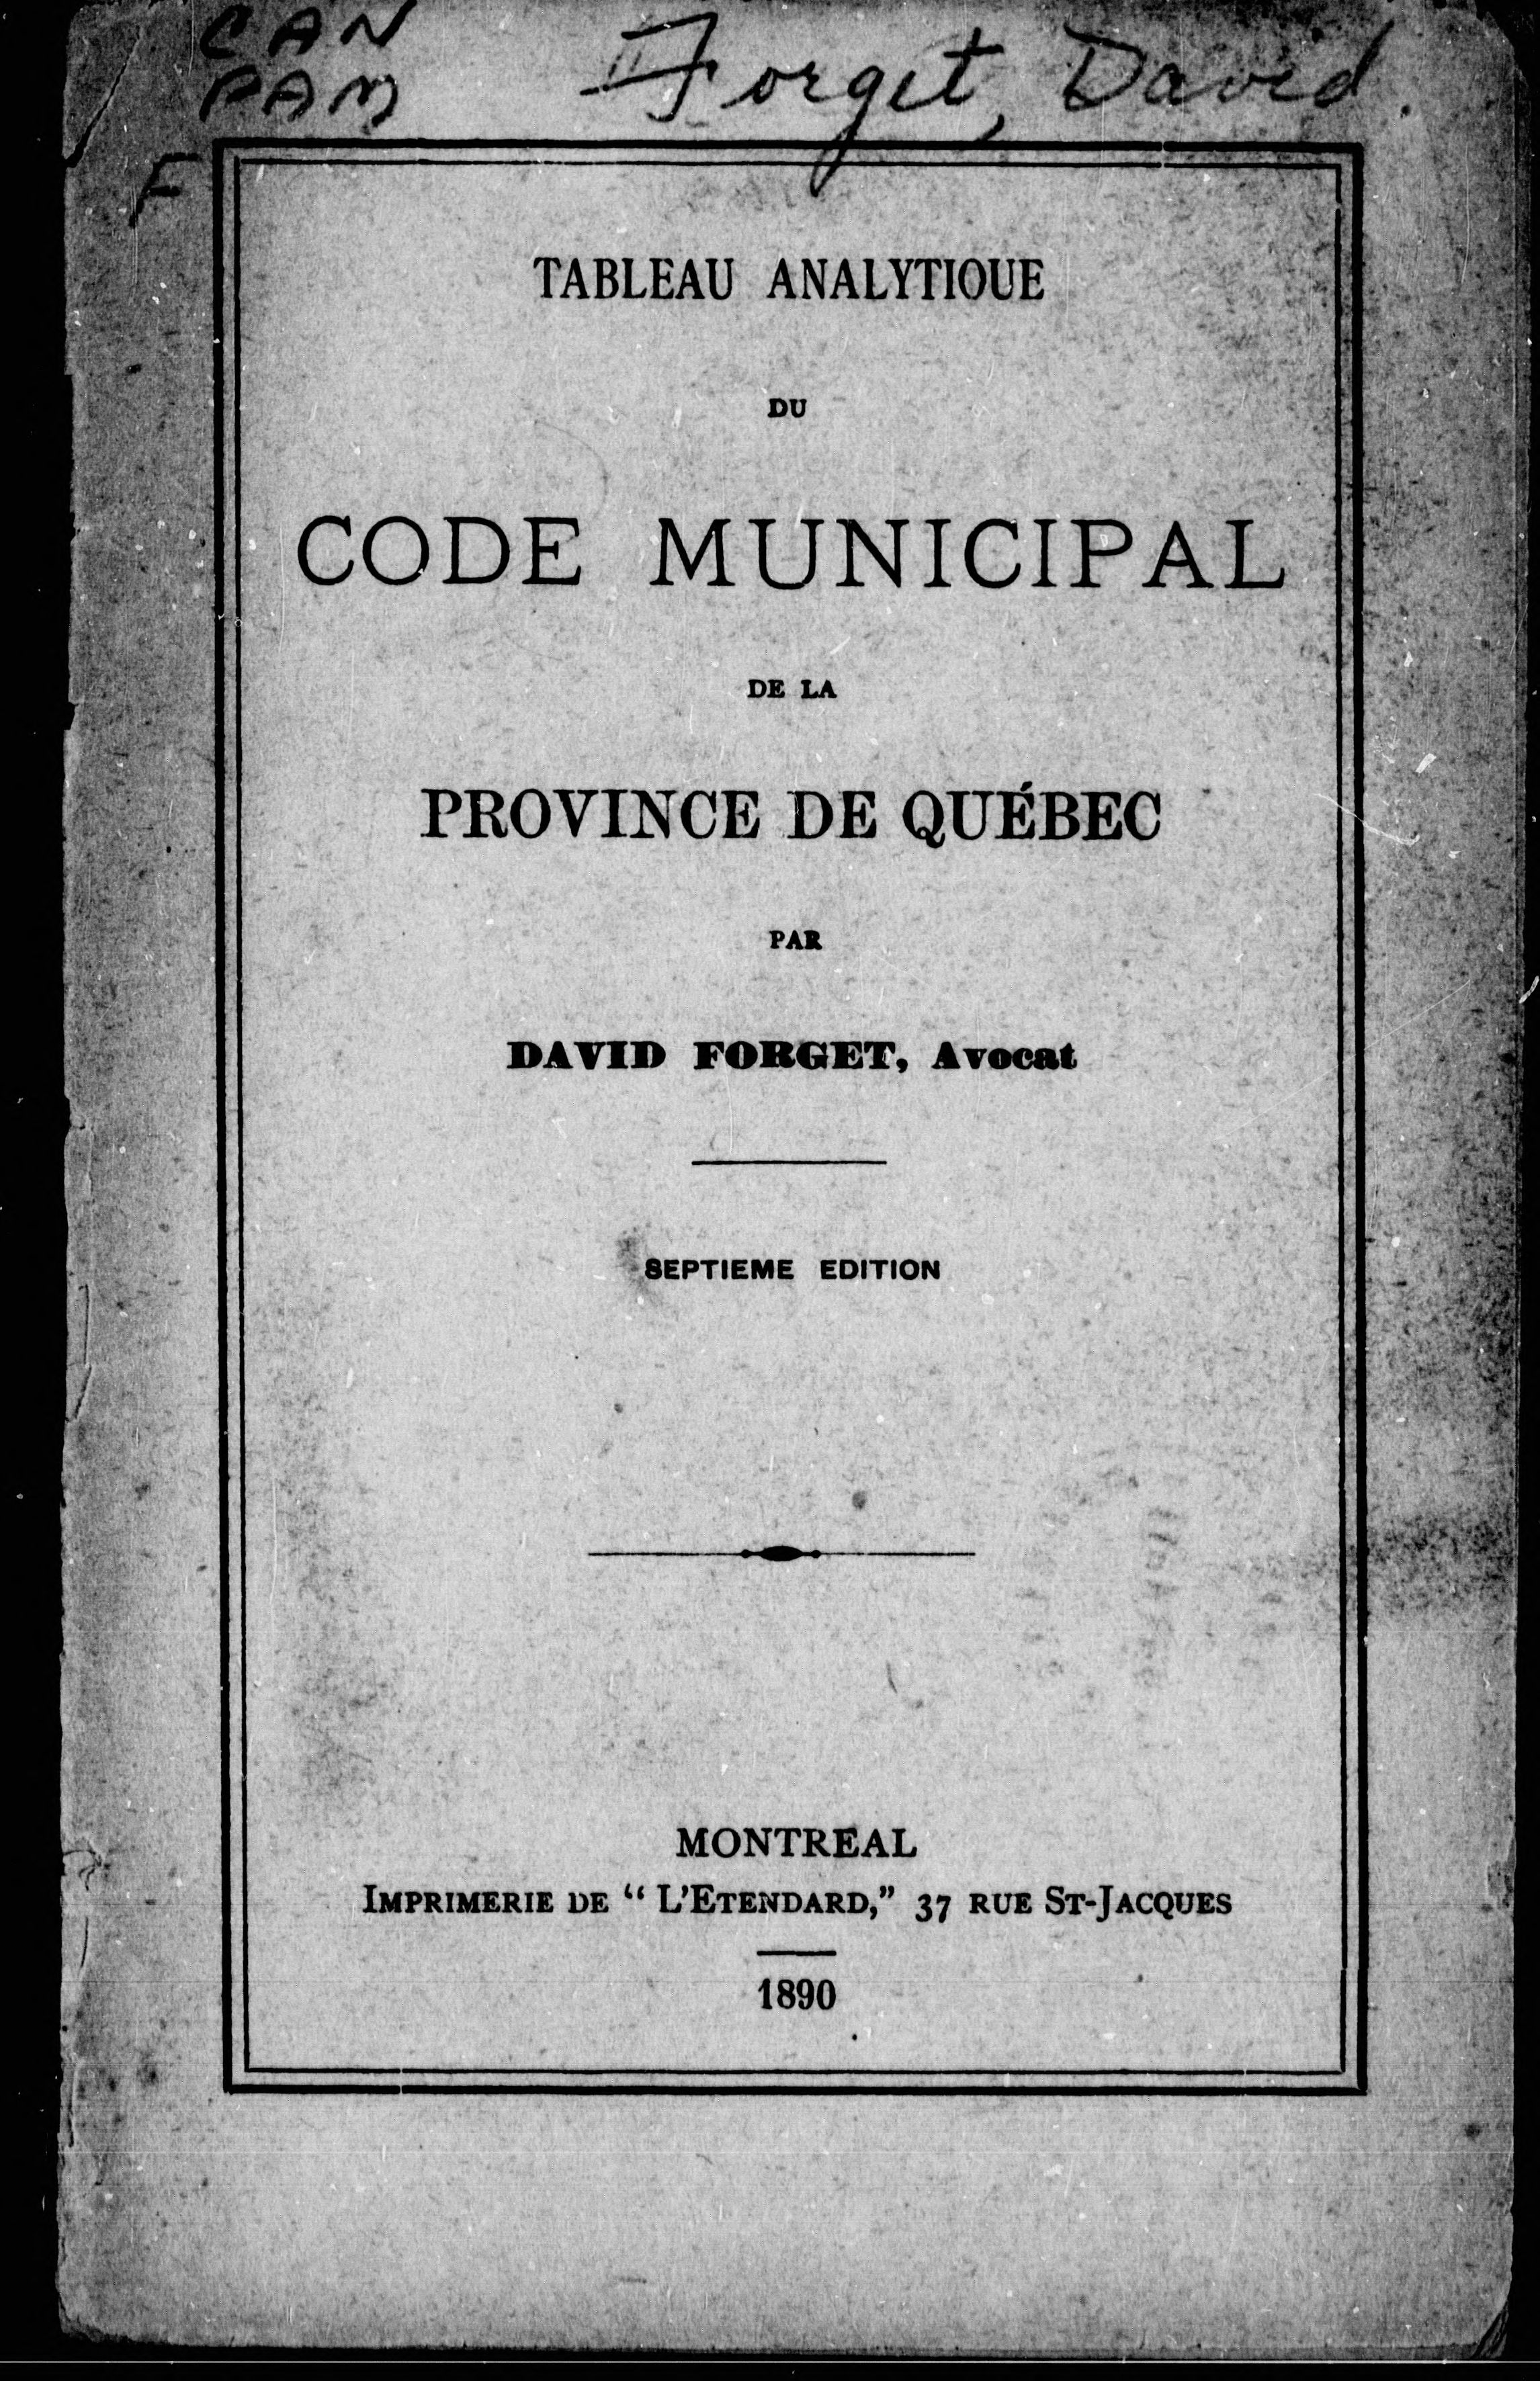 CAN
PAM
Forget, David.
F
TABLEAU ANALYTIQUE
DU
CODE MUNICIPAL
DE LA
PROVINCE DE QUÉBEC
PAR
DAVID FORGET, Avocat
SEPTIEME EDITION
MONTREAL
IMPRIMERIE DE “ L'ETENDARD,” 37 RUE ST-JACQUES
1890